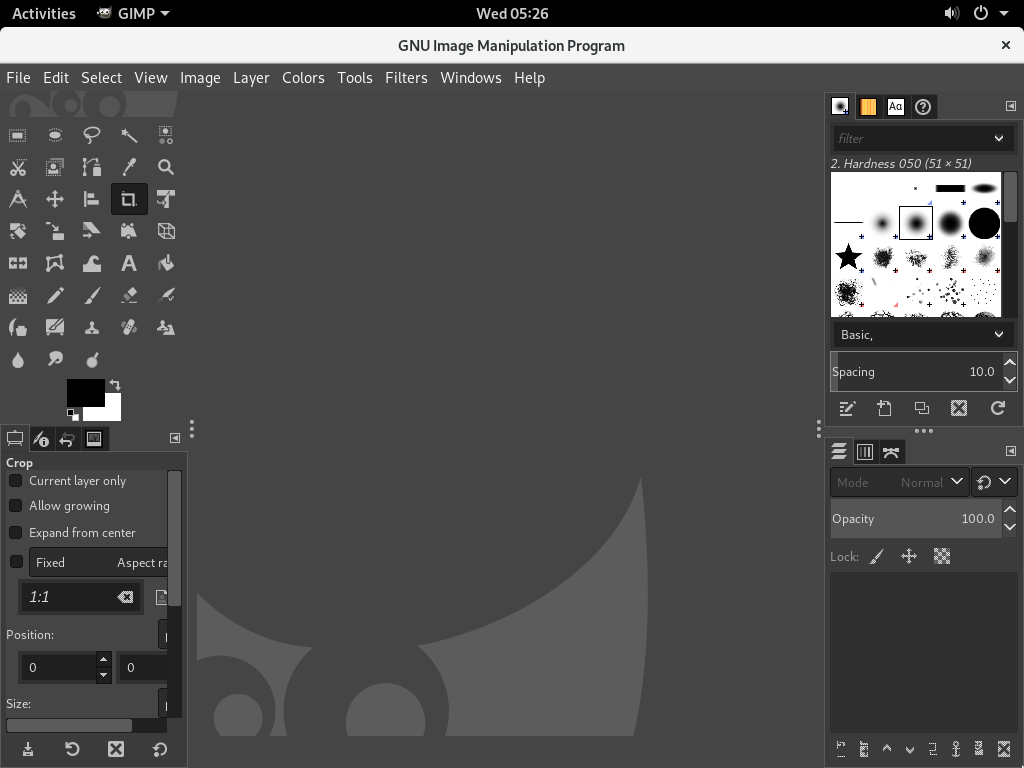 Activities GIMP Wed 05:26
GNU Image Manipulation Program
File Edit Select View Image Layer Colors Tools Filters Windows Help
Aα
filter
2. Hardness 050 (51 × 51)
Basic,
Spacing 10.0
Crop
Current layer only
Allow growing
Expand from center
Fixed Aspect ra
1:1
Position:
0 0
Size:
Mode Normal
Opacity 100.0
Lock: